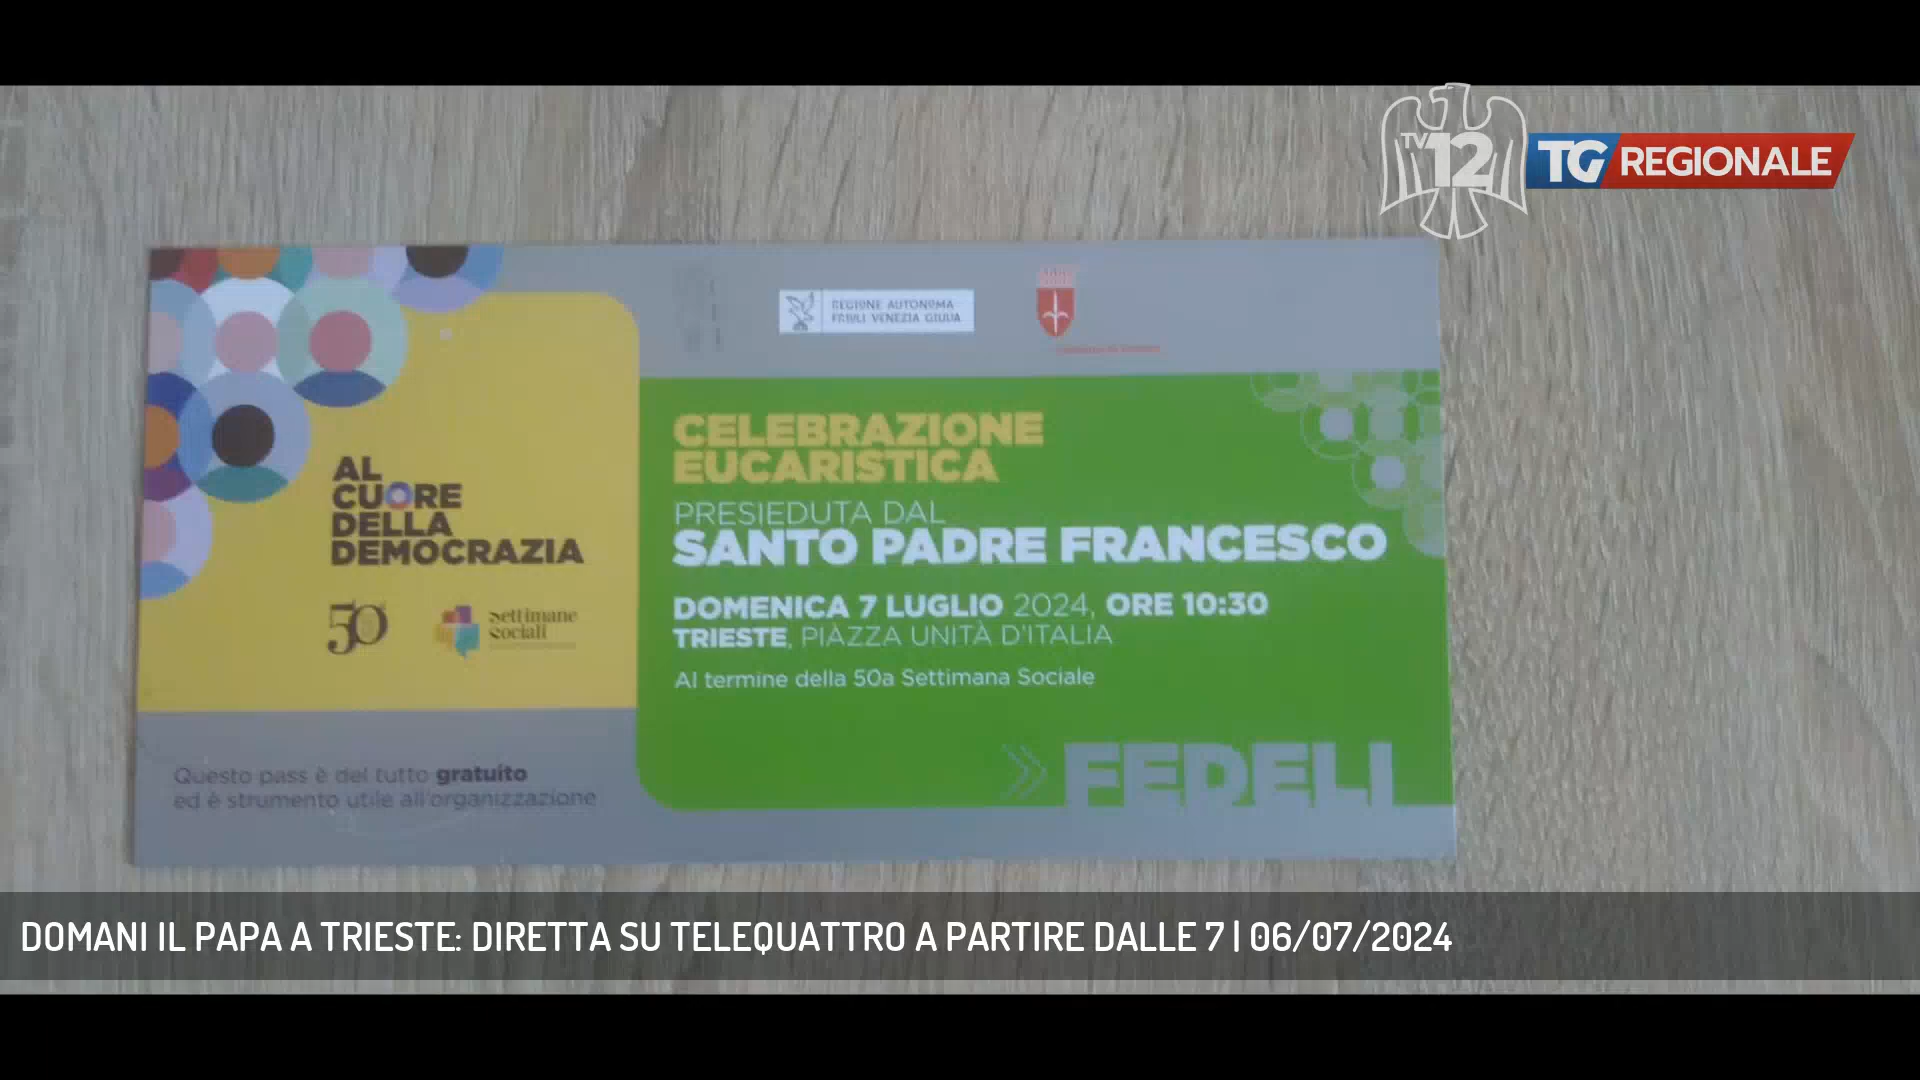 TV
12
TG REGIONALE
REGIONE AUTONOMA
FRIULI VENEZIA GIULIA
AL
CUORE
DELLA
DEMOCRAZIA
50
Settimane
Sociali
Questo pass è del tutto gratuito
ed è strumento utile all'organizzazione
CELEBRAZIONE
EUCARISTICA
PRESIEDUTA DAL
SANTO PADRE FRANCESCO
DOMENICA 7 LUGLIO 2024, ORE 10:30
TRIESTE, PIAZZA UNITÀ D'ITALIA
Al termine della 50a Settimana Sociale
FEDELI
DOMANI IL PAPA A TRIESTE: DIRETTA SU TELEQUATTRO A PARTIRE DALLE 7 | 06/07/2024